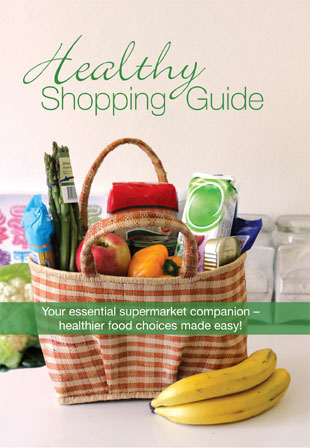 Healthy
Shopping Guide
Your essential supermarket companion –
healthier food choices made easy!